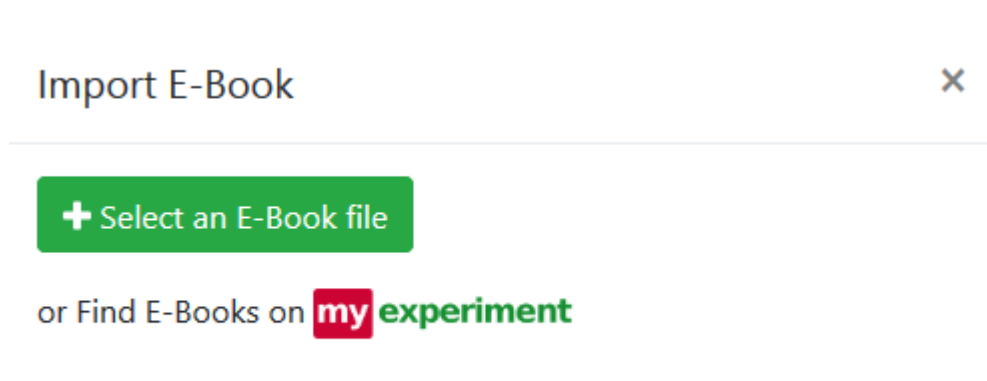 Import E-Book ×
+ Select an E-Book file
or Find E-Books on my experiment